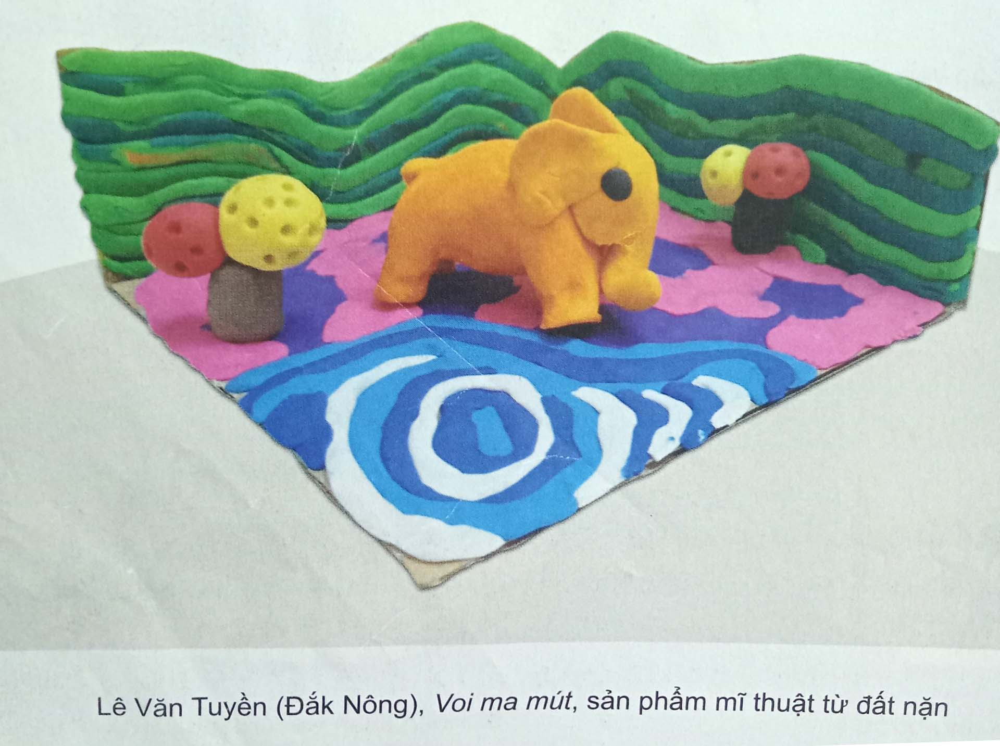 Lê Văn Tuyền (Đắk Nông), Voi ma mút, sản phẩm mĩ thuật từ đất nặn